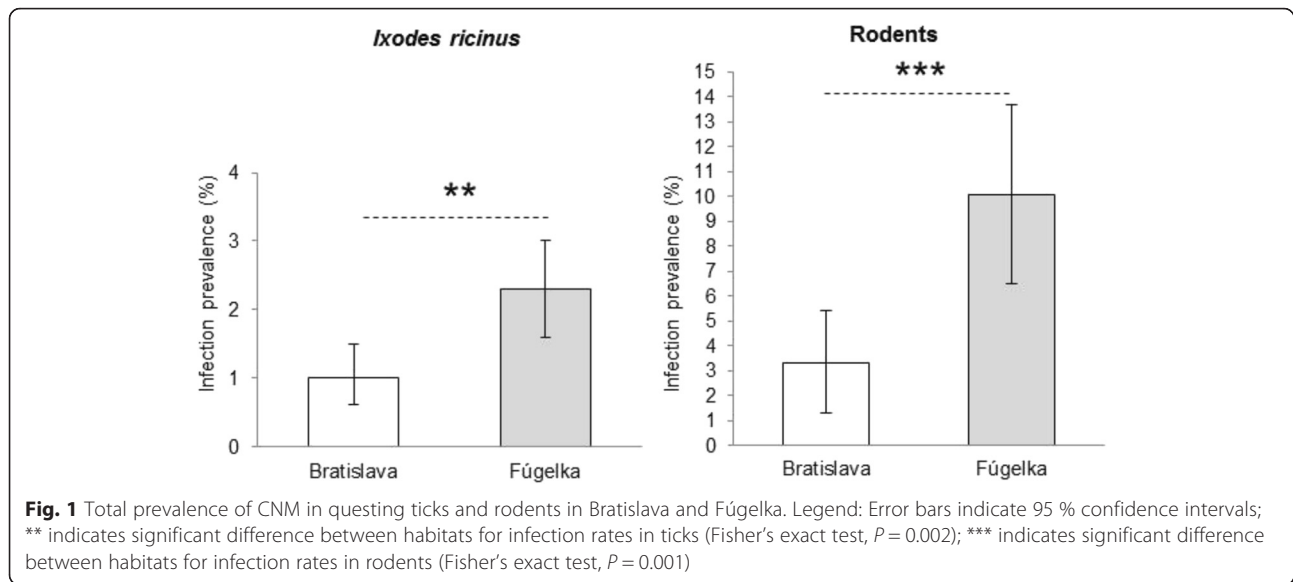 Ixodes ricinus
Infection prevalence (%)
4
3
2
1
0
**
Bratislava Fúgelka
Rodents
Infection prevalence (%)
15
14
13
12
11
10
9
8
7
6
5
4
3
2
1
0
***
Bratislava Fúgelka
Fig. 1 Total prevalence of CNM in questing ticks and rodents in Bratislava and Fúgelka. Legend: Error bars indicate 95 % confidence intervals;
** indicates significant difference between habitats for infection rates in ticks (Fisher's exact test, P = 0.002); *** indicates significant difference
between habitats for infection rates in rodents (Fisher's exact test, P = 0.001)